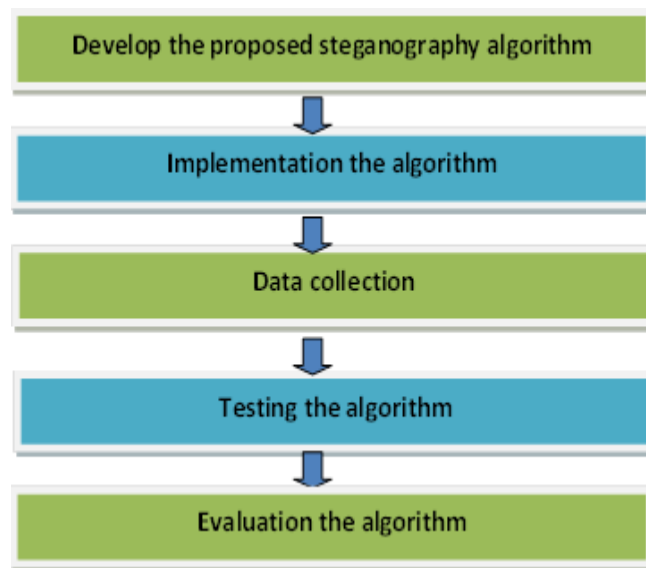 Develop the proposed steganography algorithm
Implementation the algorithm
Data collection
Testing the algorithm
Evaluation the algorithm